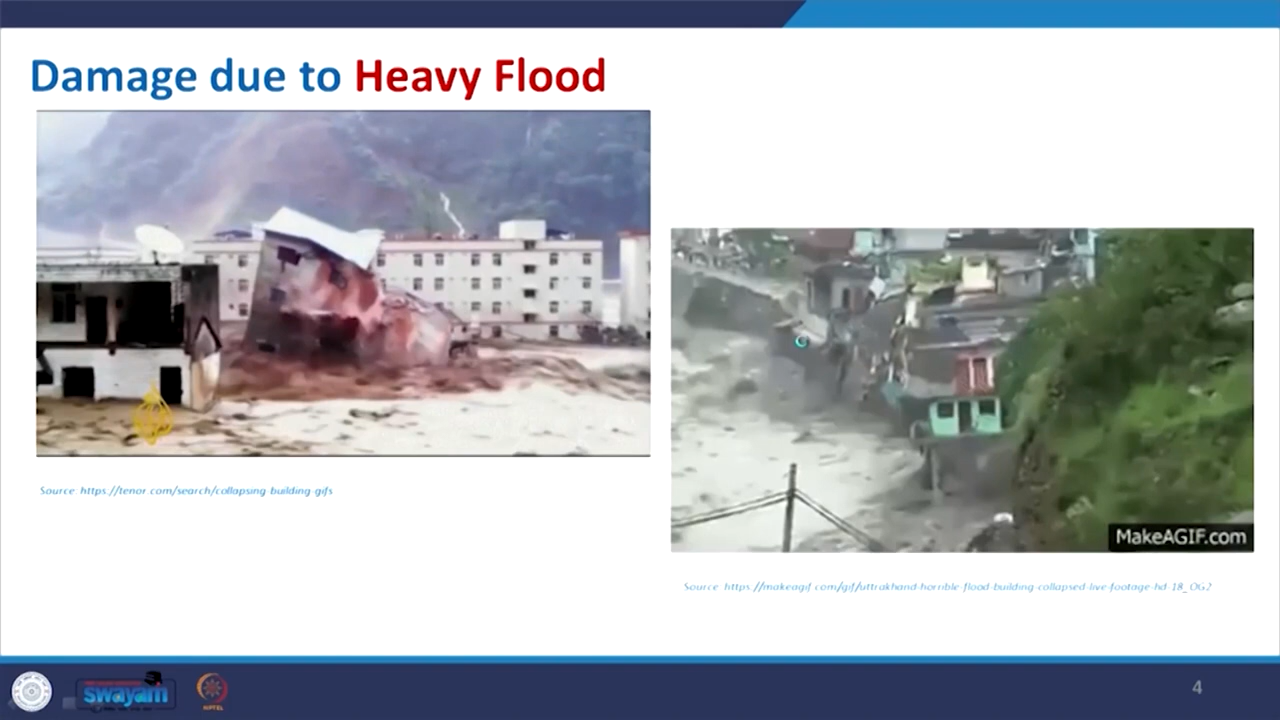 Damage due to Heavy Flood
Source: https://tenor.com/search/collapsing-building-gifs
MakeAGIF.com
Source: https://makeagif.com/gif/uttrakhand-horrible-flood-building-collapsed-live-footage-hd-18_OG2
swayam
NPTEL
4